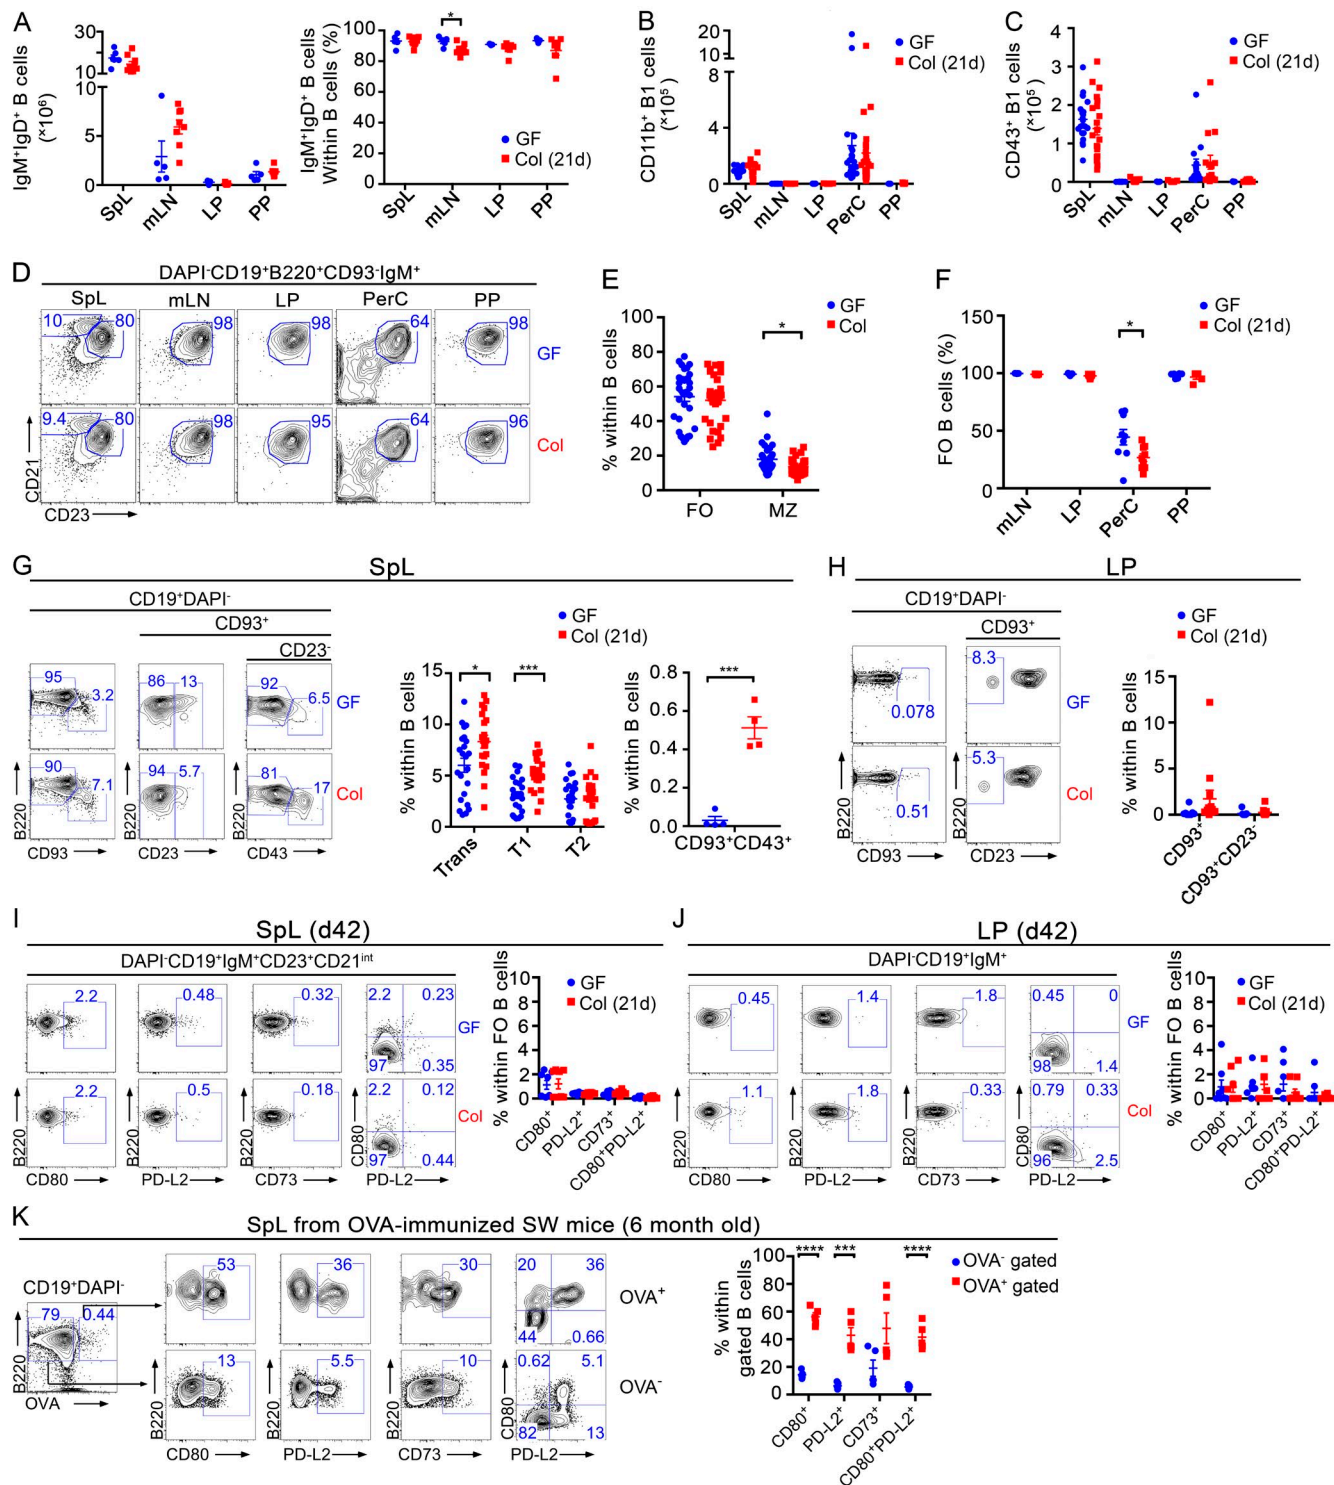 A
IgM⁺IgD⁺ B cells
(×10⁶)
30
10
10
5
0
SpL
mLN
LP
PP
IgM⁺IgD⁺ B cells
Within B cells (%)
100
80
60
40
20
0
*
GF
Col (21d)
SpL
mLN
LP
PP
B
CD11b⁺ B1 cells
(×10⁵)
20
10
8
4
0
GF
Col (21d)
SpL
mLN
LP
PerC
PP
C
CD43⁺ B1 cells
(×10⁵)
4
3
2
1
0
GF
Col (21d)
SpL
mLN
LP
PerC
PP
D
DAPI⁻CD19⁺B220⁺CD93⁻IgM⁺
SpL mLN LP PerC PP
10 80 98 98 64 98
GF
9.4 80 98 95 64 96
Col
CD21
CD23
E
% within B cells
100
80
60
40
20
0
*
GF
Col
FO MZ
F
FO B cells (%)
150
100
50
0
*
GF
Col (21d)
mLN
LP
PerC
PP
G
SpL
CD19⁺DAPI⁻
CD93⁺
CD23⁻
95 3.2 86 13 92 6.5
GF
90 7.1 94 5.7 81 17
Col
B220 B220 B220
CD93 CD23 CD43
% within B cells
15
10
5
0
* ***
GF
Col (21d)
Trans
T1
T2
% within B cells
0.8
0.6
0.4
0.2
0.0
***
CD93⁺CD43⁺
H
LP
CD19⁺DAPI⁻
CD93⁺
0.078 8.3
GF
0.51 5.3
Col
B220 B220
CD93 CD23
% within B cells
15
10
5
0
GF
Col (21d)
CD93⁺
CD93⁺CD23⁻
I
SpL (d42)
DAPI⁻CD19⁺IgM⁺CD23⁺CD21ⁱⁿᵗ
2.2 0.48 0.32 2.2 0.23
97 0.35
GF
2.2 0.5 0.18 2.2 0.12
97 0.44
Col
B220 B220 B220 CD80
CD80 PD-L2 CD73 PD-L2
% within FO B cells
10
8
6
4
2
0
GF
Col (21d)
CD80⁺
PD-L2⁺
CD73⁺
CD80⁺PD-L2⁺
J
LP (d42)
DAPI⁻CD19⁺IgM⁺
0.45 1.4 1.8 0.45 0
98 1.4
GF
1.1 1.8 0.33 0.79 0.33
96 2.5
Col
B220 B220 B220 CD80
CD80 PD-L2 CD73 PD-L2
% within FO B cells
10
8
6
4
2
0
GF
Col (21d)
CD80⁺
PD-L2⁺
CD73⁺
CD80⁺PD-L2⁺
K
SpL from OVA-immunized SW mice (6 month old)
CD19⁺DAPI⁻
79 0.44
B220
OVA
53 36 30 20 36
44 0.66
OVA⁺
13 5.5 10 0.62 5.1
82 13
OVA⁻
B220 B220 B220 CD80
CD80 PD-L2 CD73 PD-L2
% within
gated B cells
100
80
60
40
20
0
**** *** ****
OVA⁻ gated
OVA⁺ gated
CD80⁺
PD-L2⁺
CD73⁺
CD80⁺PD-L2⁺